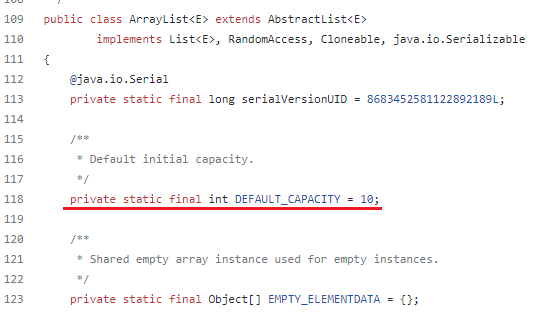 108 */
109 public class ArrayList<E> extends AbstractList<E>
110 implements List<E>, RandomAccess, Cloneable, java.io.Serializable
111 {
112 @java.io.Serial
113 private static final long serialVersionUID = 8683452581122892189L;
114
115 /**
116 * Default initial capacity.
117 */
118 private static final int DEFAULT_CAPACITY = 10;
119
120 /**
121 * Shared empty array instance used for empty instances.
122 */
123 private static final Object[] EMPTY_ELEMENTDATA = {};